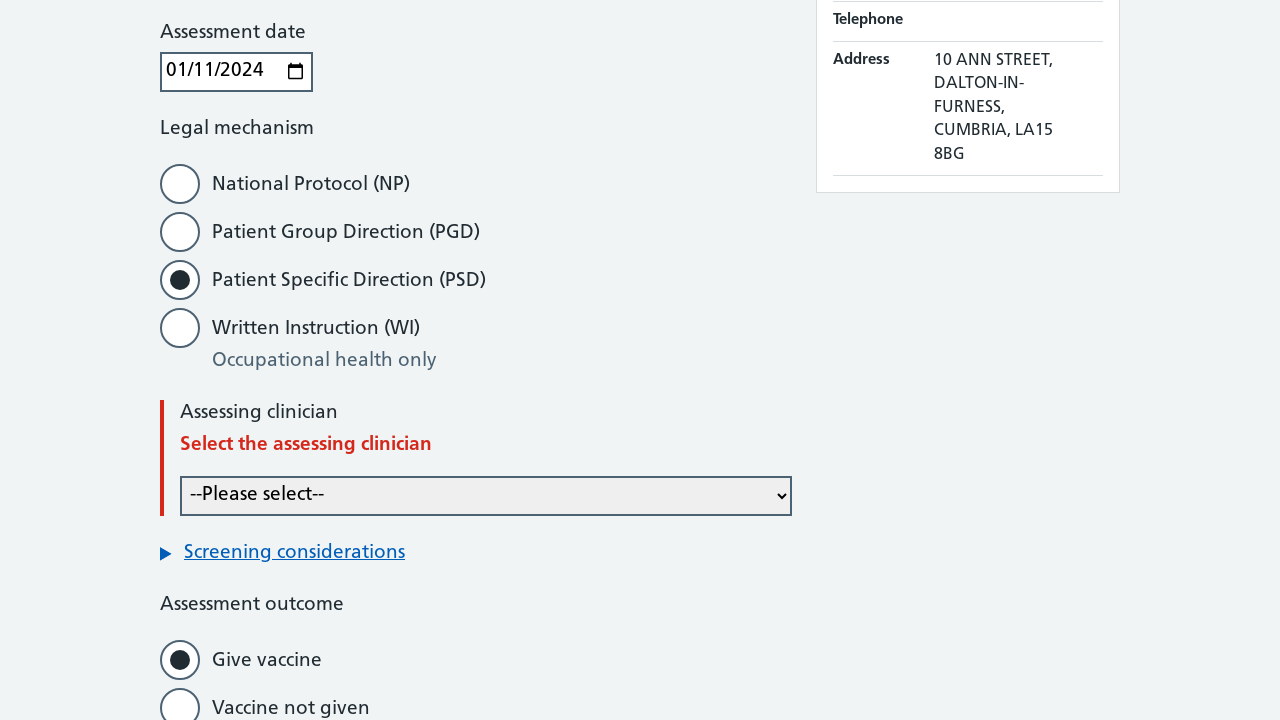 Assessment date
01/11/2024
Legal mechanism
National Protocol (NP)
Patient Group Direction (PGD)
Patient Specific Direction (PSD)
Written Instruction (WI)
Occupational health only
Assessing clinician
Select the assessing clinician
--Please select--
Screening considerations
Assessment outcome
Give vaccine
Vaccine not given
Telephone
Address
10 ANN STREET,
DALTON-IN-
FURNESS,
CUMBRIA, LA15
8BG